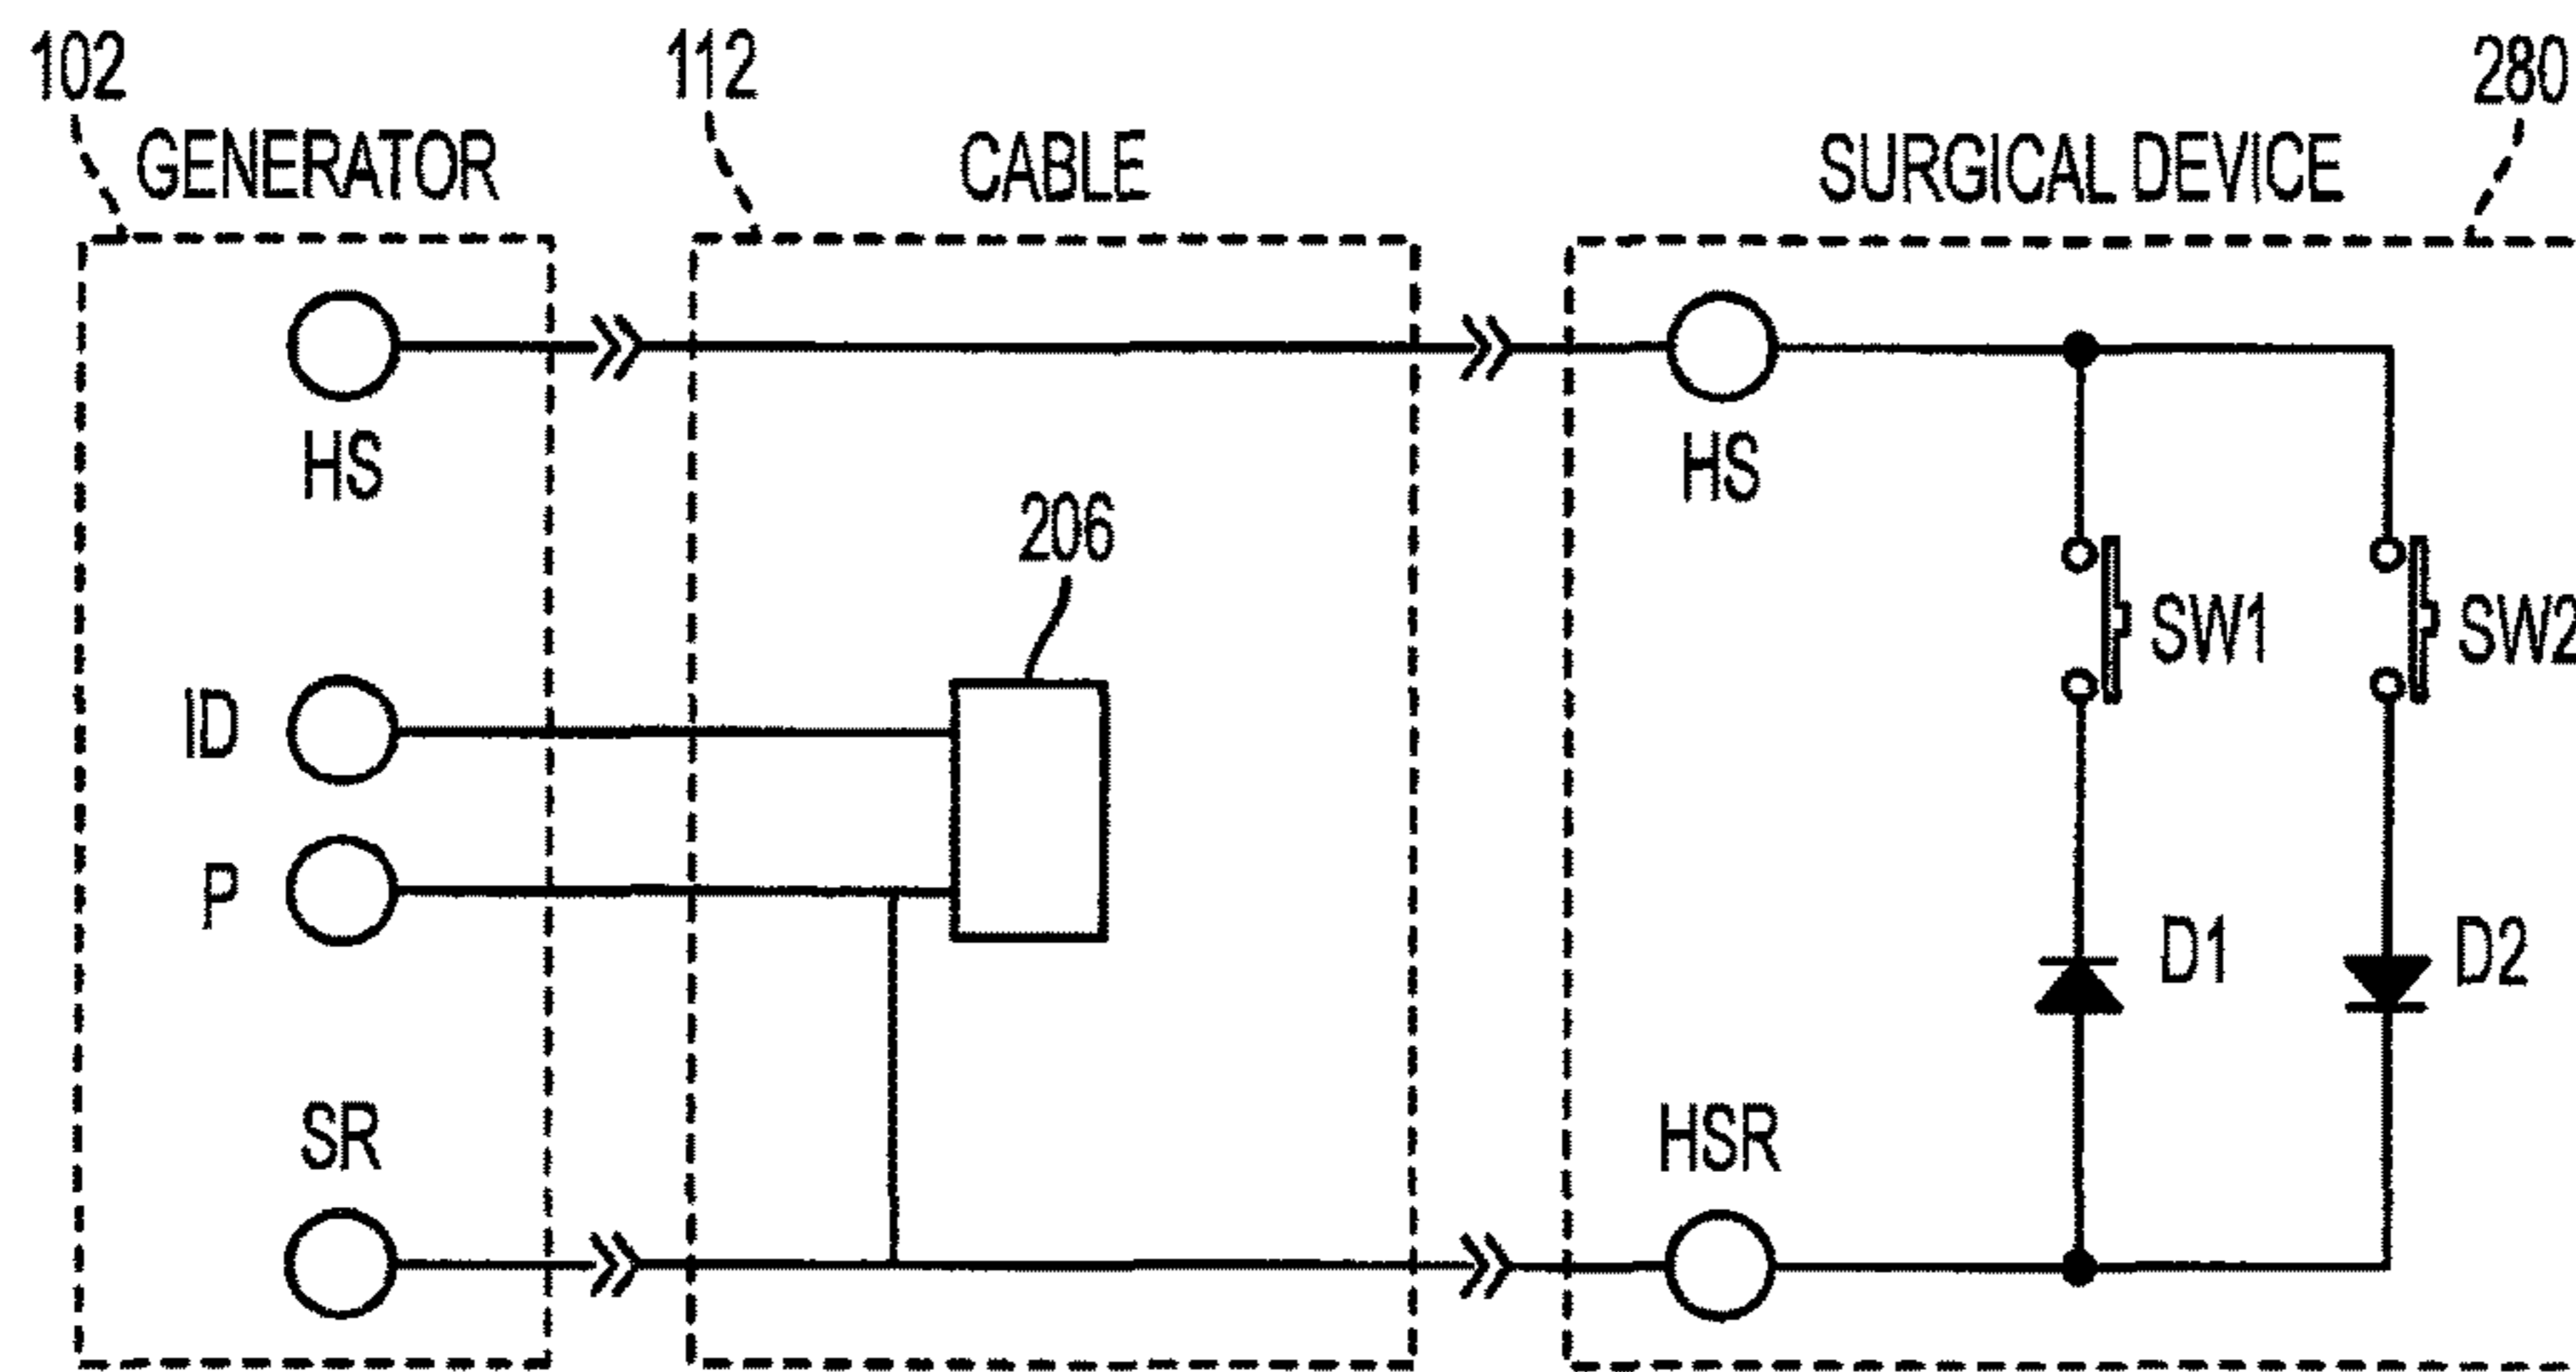 102
112
280
GENERATOR
CABLE
SURGICAL DEVICE
HS
HS
206
SW1
SW2
ID
P
D1
D2
SR
HSR